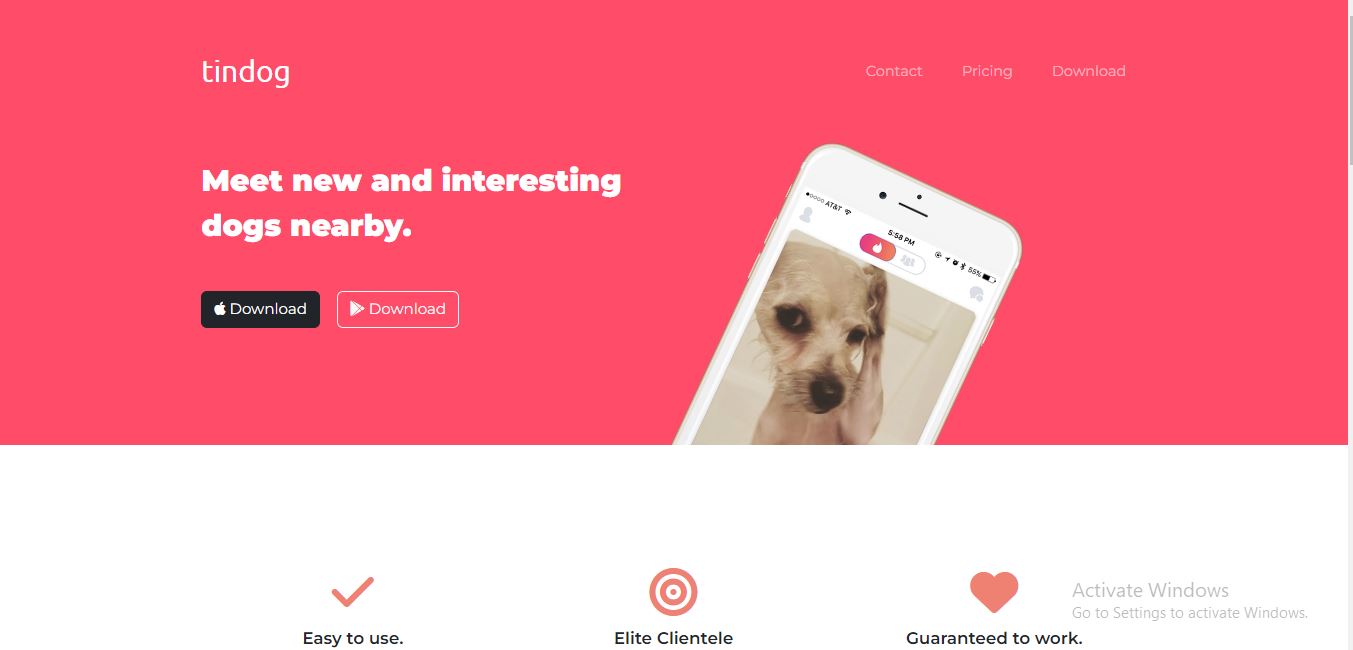 tindog
Contact Pricing Download
Meet new and interesting
dogs nearby.
Download Download
AT&T 5:58 PM 55%
Easy to use. Elite Clientele Guaranteed to work.
Activate Windows
Go to Settings to activate Windows.